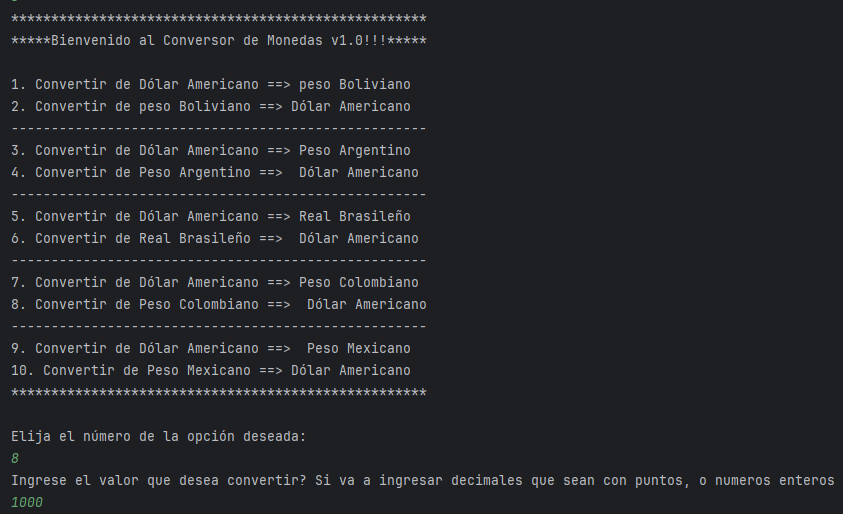 ****************************************************
*****Bienvenido al Conversor de Monedas v1.0!!!*****
1. Convertir de Dólar Americano ==> peso Boliviano
2. Convertir de peso Boliviano ==> Dólar Americano
----------------------------------------------------
3. Convertir de Dólar Americano ==> Peso Argentino
4. Convertir de Peso Argentino ==>  Dólar Americano
----------------------------------------------------
5. Convertir de Dólar Americano ==> Real Brasileño
6. Convertir de Real Brasileño ==>  Dólar Americano
----------------------------------------------------
7. Convertir de Dólar Americano ==> Peso Colombiano
8. Convertir de Peso Colombiano ==>  Dólar Americano
----------------------------------------------------
9. Convertir de Dólar Americano ==>  Peso Mexicano
10. Convertir de Peso Mexicano ==> Dólar Americano
****************************************************
Elija el número de la opción deseada:
8
Ingrese el valor que desea convertir? Si va a ingresar decimales que sean con puntos, o numeros enteros
1000